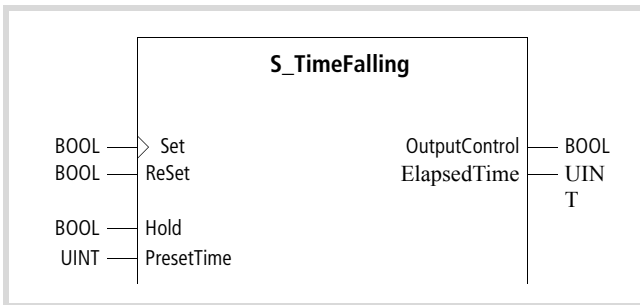 S_TimeFalling
BOOL Set OutputControl BOOL
BOOL ReSet ElapsedTime UIN
T
BOOL Hold
UINT PresetTime